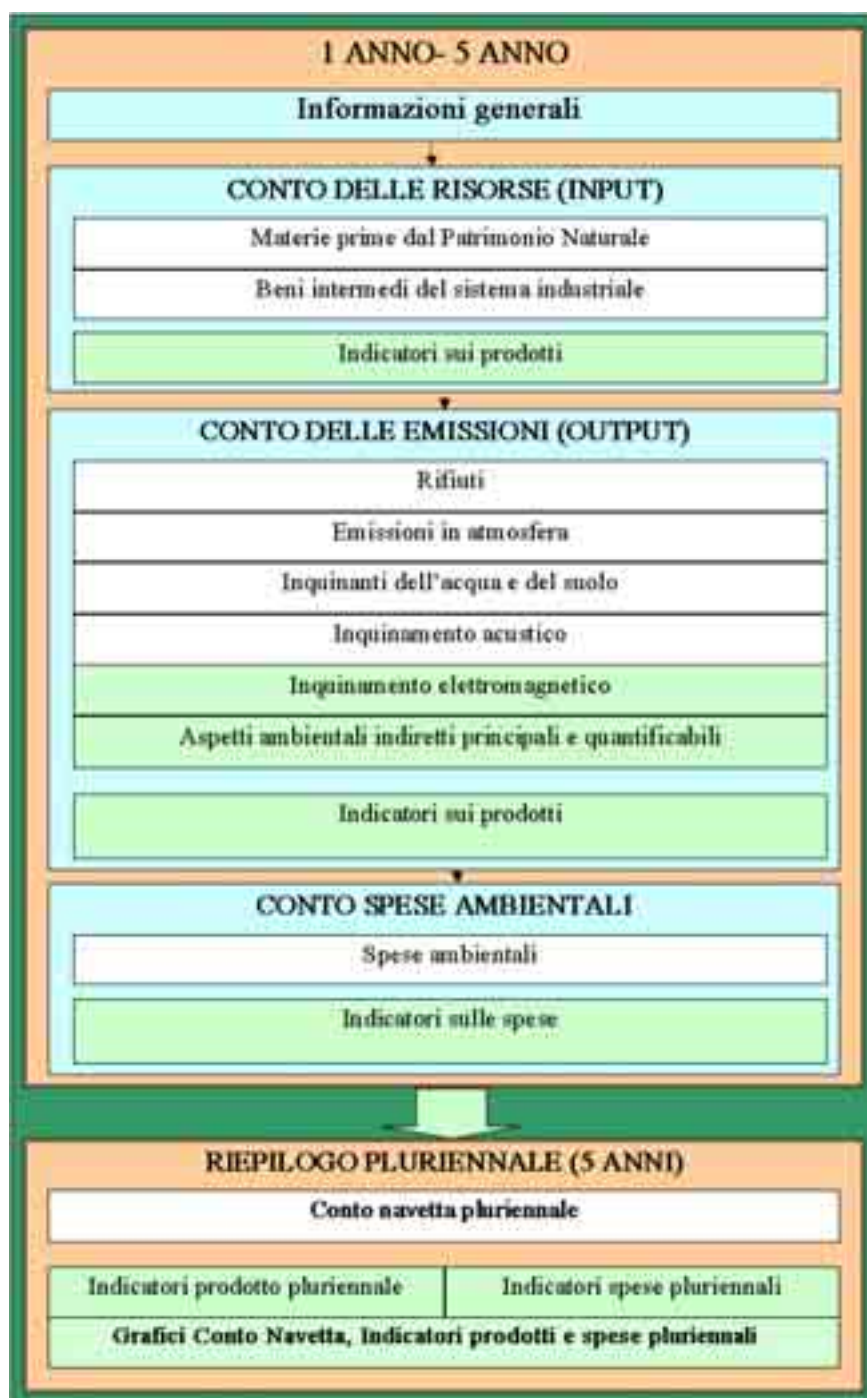 1 ANNO- 5 ANNO
Informazioni generali
CONTO DELLE RISORSE (INPUT)
Materie prime dal Patrimonio Naturale
Beni intermedi del sistema industriale
Indicatori sui prodotti
CONTO DELLE EMISSIONI (OUTPUT)
Rifiuti
Emissioni in atmosfera
Inquinanti dell'acqua e del suolo
Inquinamento acustico
Inquinamento elettromagnetico
Aspetti ambientali indiretti principali e quantificabili
Indicatori sui prodotti
CONTO SPESE AMBIENTALI
Spese ambientali
Indicatori sulle spese
RIEPILOGO PLURIENNALE (5 ANNI)
Conto navetta pluriennale
Indicatori prodotto pluriennale
Indicatori spese pluriennali
Grafici Conto Navetta, Indicatori prodotti e spese pluriennali